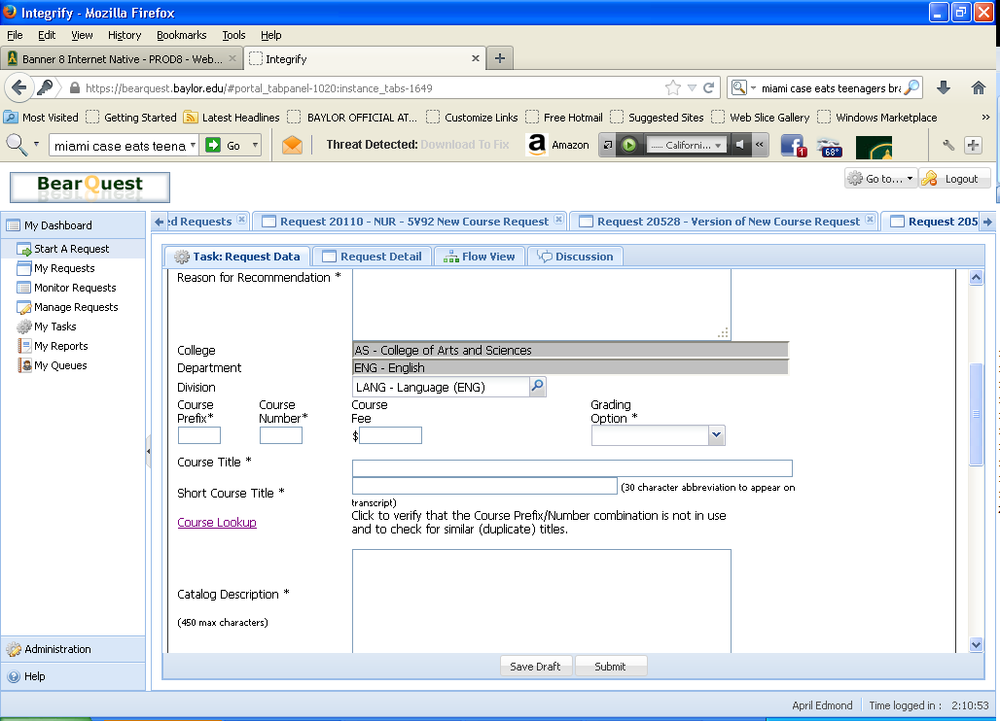 Integrify - Mozilla Firefox
File Edit View History Bookmarks Tools Help
Banner 8 Internet Native - PROD8 - Web... Integrify
https://bearquest.baylor.edu/#portal_tabpanel-1020:instance_tabs-1649 miami case eats teenagers bra
Most Visited Getting Started Latest Headlines BAYLOR OFFICIAL AT... Customize Links Free Hotmail Suggested Sites Web Slice Gallery Windows Marketplace »
miami case eats teena Go Threat Detected: Download To Fix a Amazon ..... Californi... « f 1 68°
BearQuest Go to... Logout
My Dashboard ed Requests Request 20110 - NUR - 5V92 New Course Request Request 20528 - Version of New Course Request Request 205
Start A Request
My Requests
Monitor Requests
Manage Requests
My Tasks
My Reports
My Queues
Administration
Help
Task: Request Data Request Detail Flow View Discussion
Reason for Recommendation *
College AS - College of Arts and Sciences
Department ENG - English
Division LANG - Language (ENG)
Course Course Course Grading
Prefix* Number* Fee Option *
$
Course Title *
Short Course Title * (30 character abbreviation to appear on
transcript)
Course Lookup Click to verify that the Course Prefix/Number combination is not in use
and to check for similar (duplicate) titles.
Catalog Description *
(450 max characters)
Save Draft Submit
April Edmond Time logged in : 2:10:53